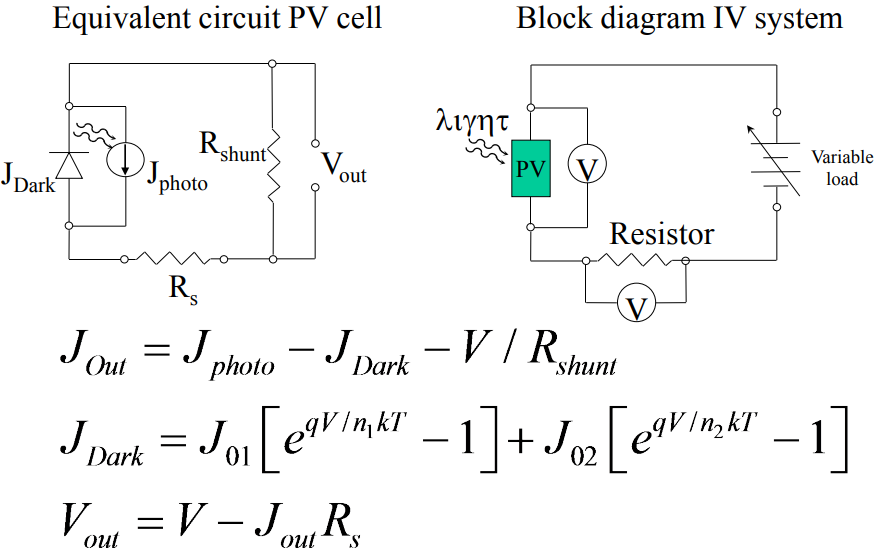 Equivalent circuit PV cell
Block diagram IV system
J_Dark
J_photo
R_shunt
V_out
R_s
λιγητ
PV
V
Variable
load
Resistor
V
J_Out = J_photo − J_Dark − V / R_shunt
J_Dark = J_01 [e^{qV/n_1kT} − 1] + J_02 [e^{qV/n_2kT} − 1]
V_out = V − J_out R_s